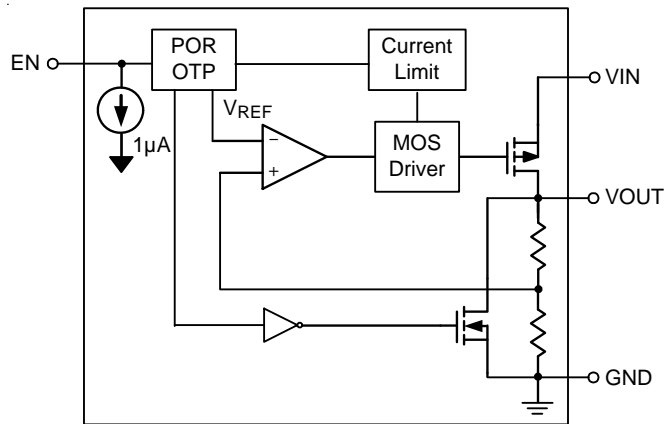 EN
POR
OTP
Current
Limit
VIN
1µA
VREF
−
+
MOS
Driver
VOUT
GND